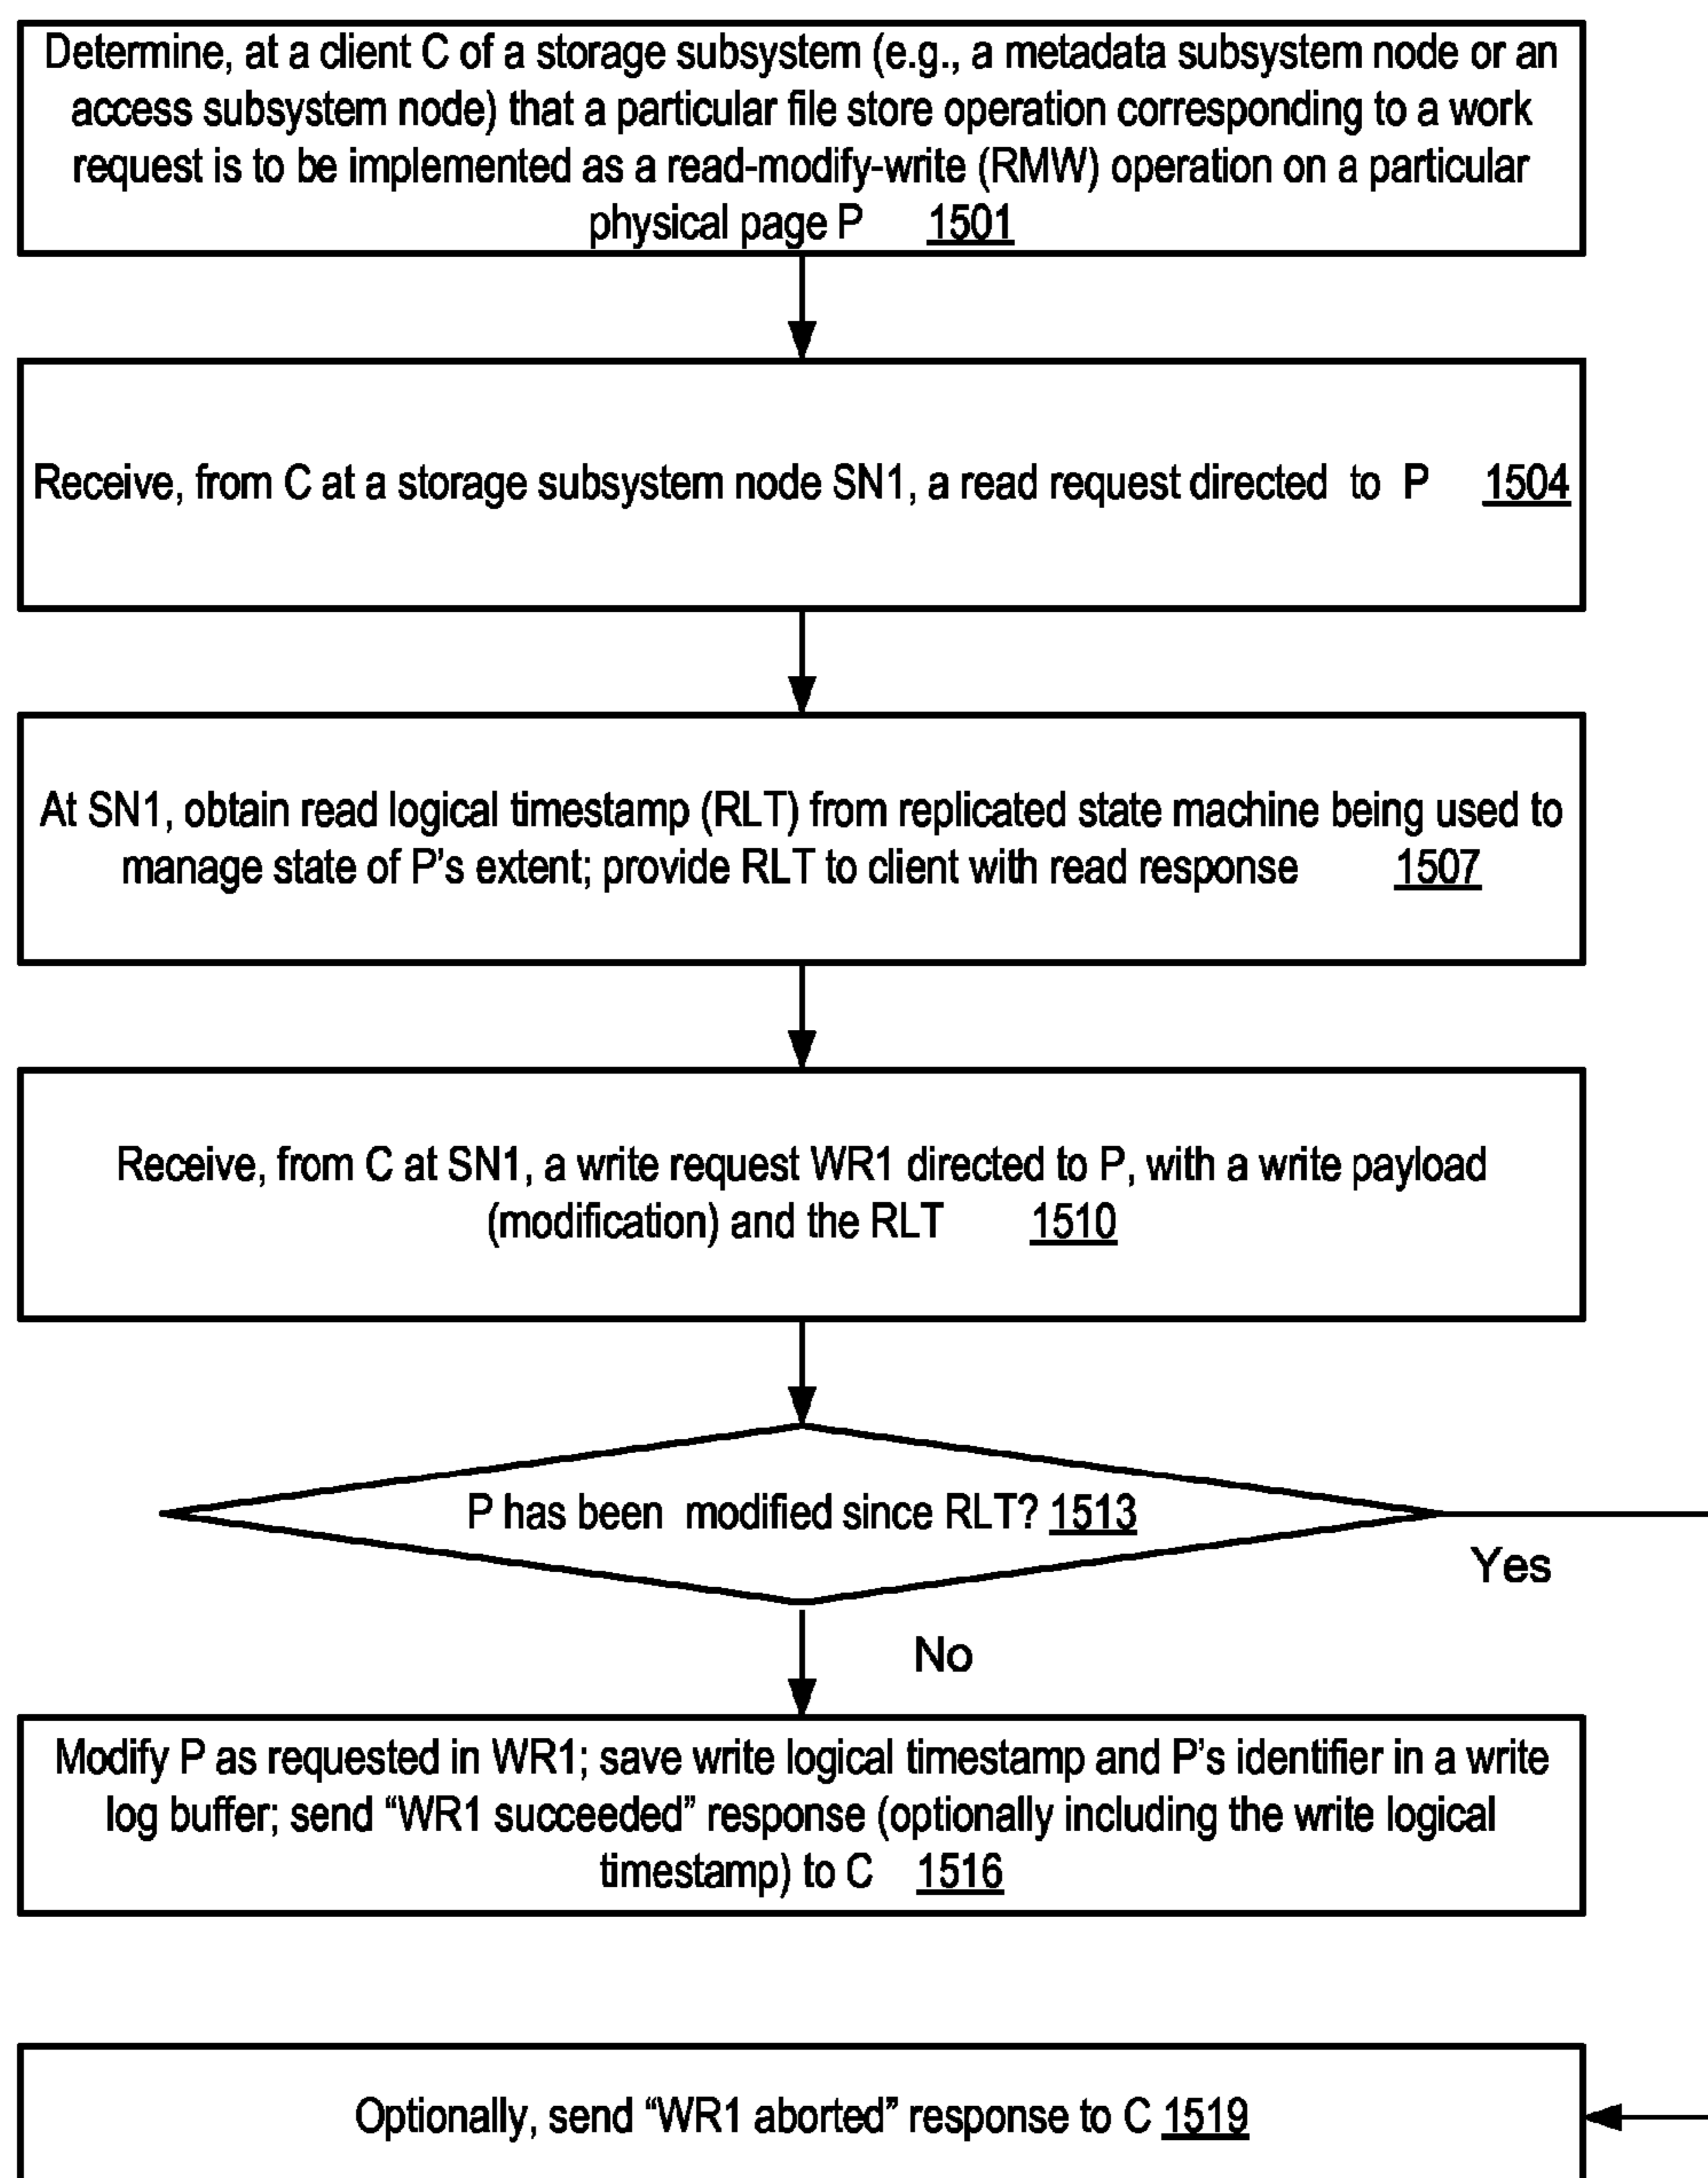 Determine, at a client C of a storage subsystem (e.g., a metadata subsystem node or an
access subsystem node) that a particular file store operation corresponding to a work
request is to be implemented as a read-modify-write (RMW) operation on a particular
physical page P 1501
Receive, from C at a storage subsystem node SN1, a read request directed to P 1504
At SN1, obtain read logical timestamp (RLT) from replicated state machine being used to
manage state of P's extent; provide RLT to client with read response 1507
Receive, from C at SN1, a write request WR1 directed to P, with a write payload
(modification) and the RLT 1510
P has been modified since RLT? 1513
Yes
No
Modify P as requested in WR1; save write logical timestamp and P's identifier in a write
log buffer; send “WR1 succeeded” response (optionally including the write logical
timestamp) to C 1516
Optionally, send “WR1 aborted” response to C 1519